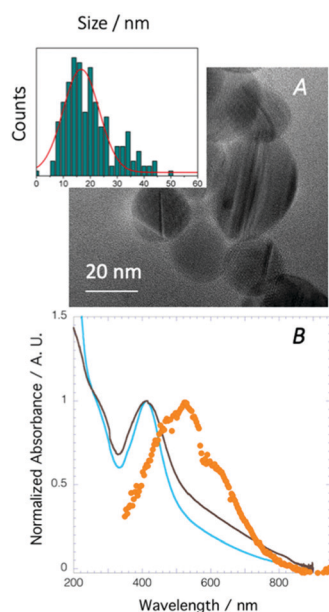 Size / nm
Counts
0 10 20 30 40 50 60
A
20 nm
B
1.5
1
0.5
0
Normalized Absorbance / A. U.
200 400 600 800
Wavelength / nm